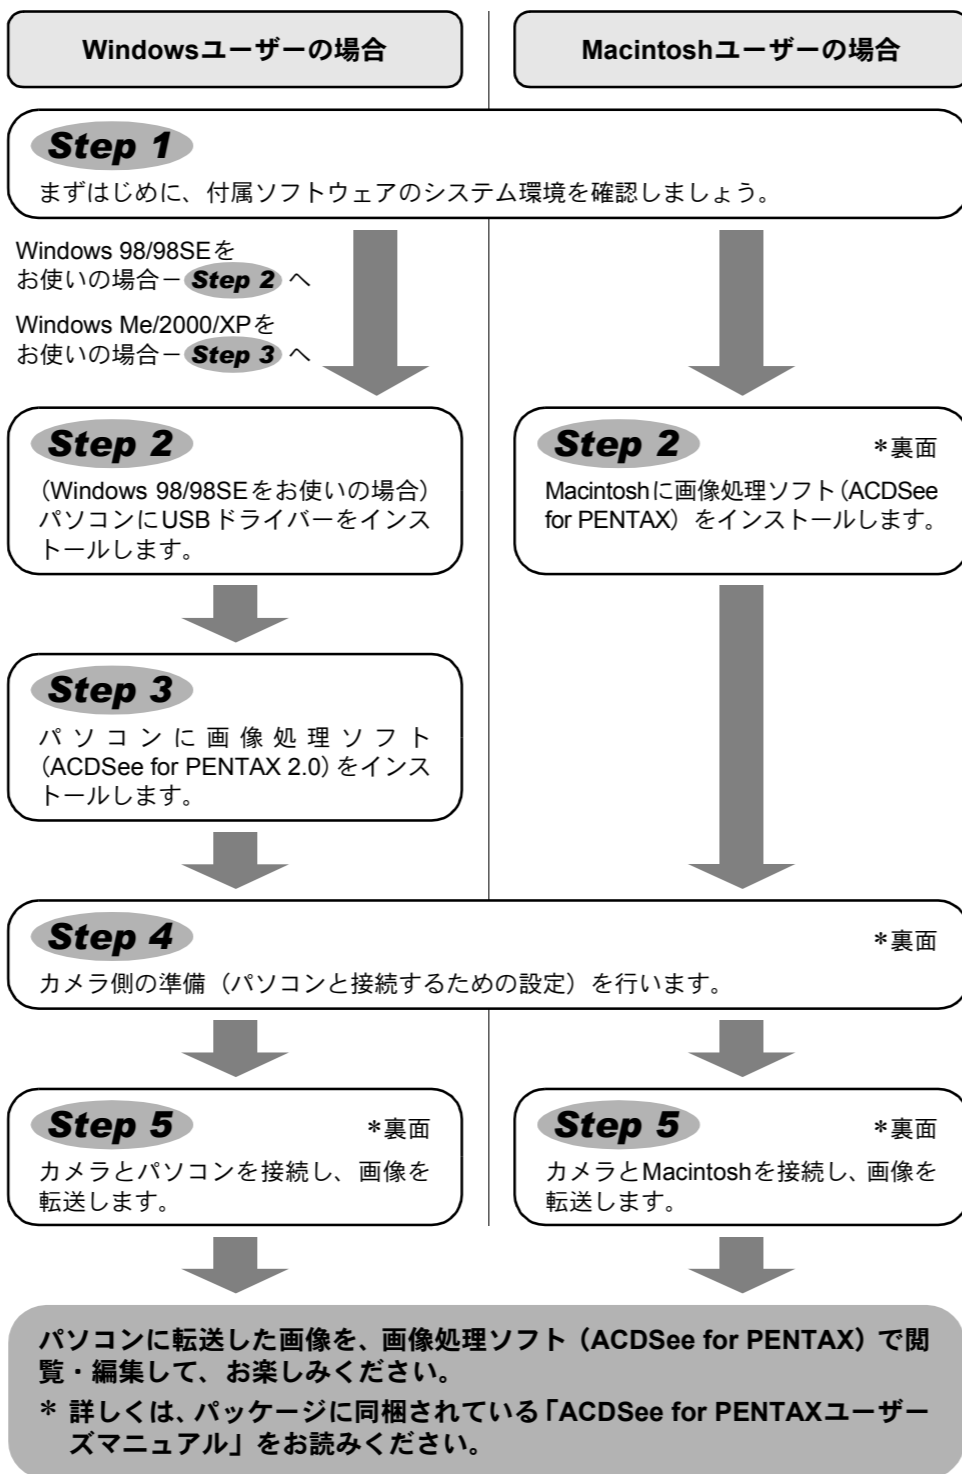 Windowsユーザーの場合
Macintoshユーザーの場合
Step 1
まずはじめに、付属ソフトウェアのシステム環境を確認しましょう。
Windows 98/98SEを
お使いの場合－Step 2 へ
Windows Me/2000/XPを
お使いの場合－Step 3 へ
Step 2
（Windows 98/98SEをお使いの場合）
パソコンにUSBドライバーをインス
トールします。
Step 2 *裏面
Macintoshに画像処理ソフト（ACDSee
for PENTAX）をインストールします。
Step 3
パソコンに画像処理ソフト
（ACDSee for PENTAX 2.0）をインス
トールします。
Step 4 *裏面
カメラ側の準備（パソコンと接続するための設定）を行います。
Step 5 *裏面
カメラとパソコンを接続し、画像を
転送します。
Step 5 *裏面
カメラとMacintoshを接続し、画像を
転送します。
パソコンに転送した画像を、画像処理ソフト（ACDSee for PENTAX）で閲
覧・編集して、お楽しみください。
* 詳しくは、パッケージに同梱されている「ACDSee for PENTAXユーザー
ズマニュアル」をお読みください。